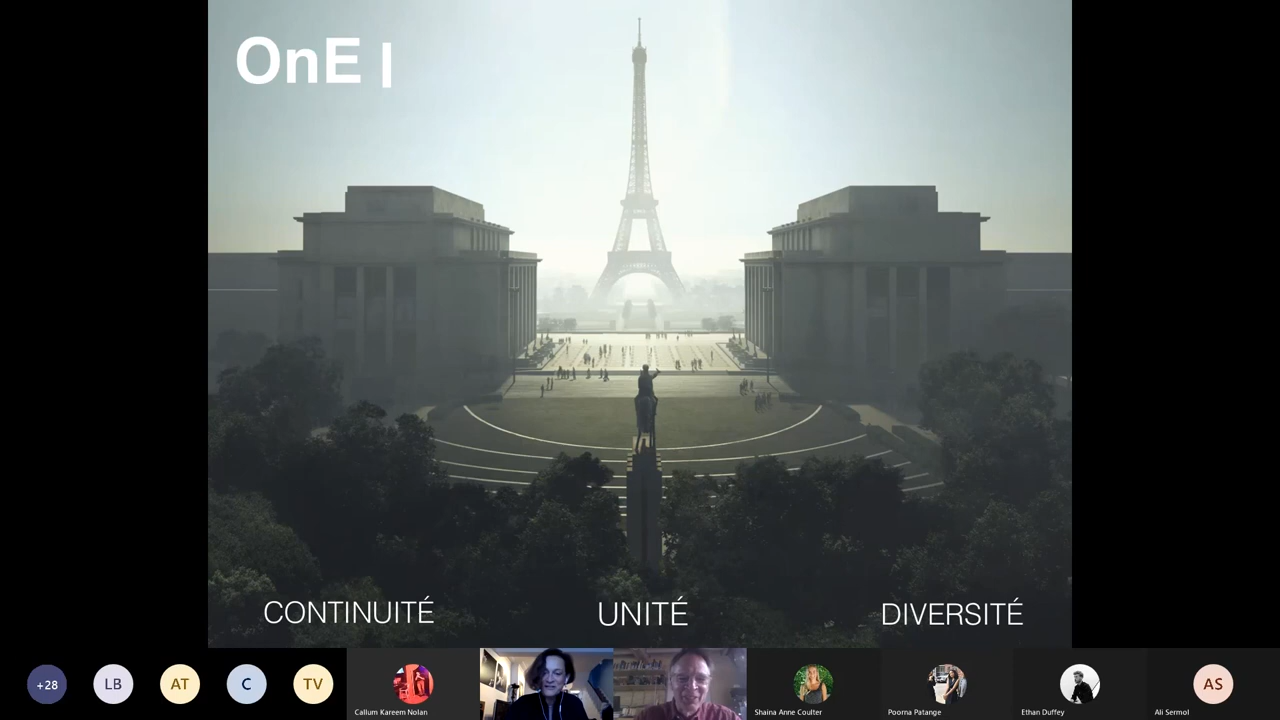 OnE |
CONTINUITÉ
UNITÉ
DIVERSITÉ
+28
LB
AT
C
TV
Callum Kareem Nolan
Shaina Anne Coulter
Poorna Patange
Ethan Duffey
AS
Ali Sermol